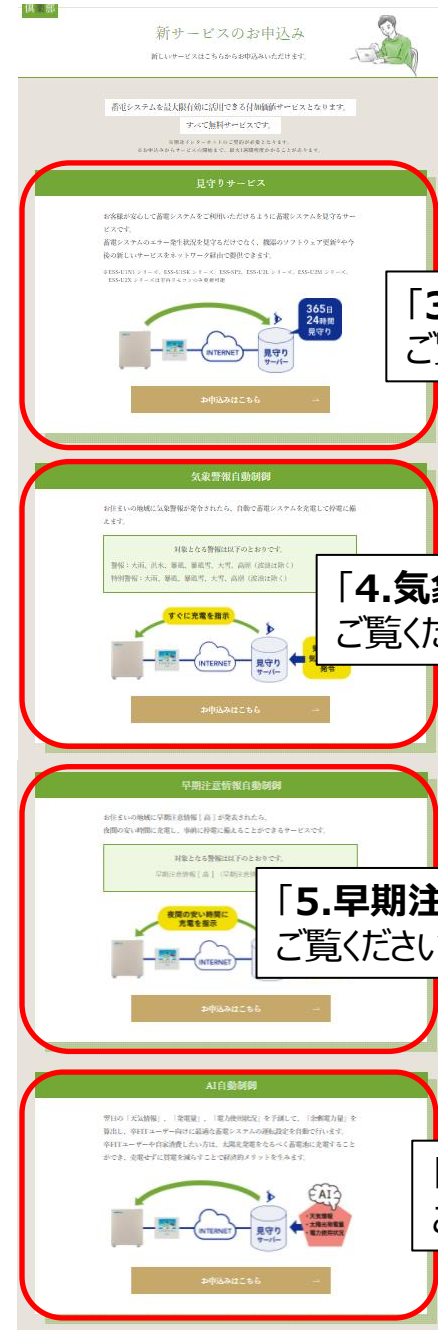 新サービスのお申込み
新しいサービスはこちらからお申込みいただけます。
蓄電システムを最大限有効に活用できる付加価値サービスとなります。
すべて無料サービスです。
見守りサービス
お客様が安心して蓄電システムをご利用いただけるように蓄電システムを見守るサー
ビスです。
蓄電システムのエラー発生状況を見守るだけでなく、機器のソフトウェア更新※や今
後の新しいサービスをネットワーク経由で提供できます。
365日
24時間
見守り
INTERNET
見守り
サーバー
お申込みはこちら →
「3
ご
気象警報自動制御
お住まいの地域に気象警報が発令されたら、自動で蓄電システムを充電して停電に備
えます。
対象となる警報は以下のとおりです。
警報：大雨、洪水、暴風、暴風雪、大雪、高潮（波浪は除く）
特別警報：大雨、暴風、暴風雪、大雪、高潮（波浪は除く）
すぐに充電を指示
INTERNET
見守り
サーバー
発令
「4.気象
ご覧くだ
お申込みはこちら →
早期注意情報自動制御
お住まいの地域に早期注意情報［高］が発表されたら、
夜間の安い時間に充電し、事前に停電に備えることができるサービスです。
対象となる警報は以下のとおりです。
早期注意情報［高］
夜間の安い時間に
充電を指示
INTERNET
「5.早期注
ご覧ください
お申込みはこちら →
AI自動制御
翌日の「天気情報」、「発電量」、「電力使用状況」を予測して、「余剰電力量」を
算出し、卒FITユーザー向けに最適な蓄電システムの運転設定を自動で行います。
卒FITユーザーや自家消費したい方は、太陽光発電をなるべく蓄電池に充電すること
ができ、売電せずに買電を減らすことで経済的メリットを生みます。
AI
・天気情報
・太陽光発電量
・電力使用状況
INTERNET
見守り
サーバー
お申込みはこちら →